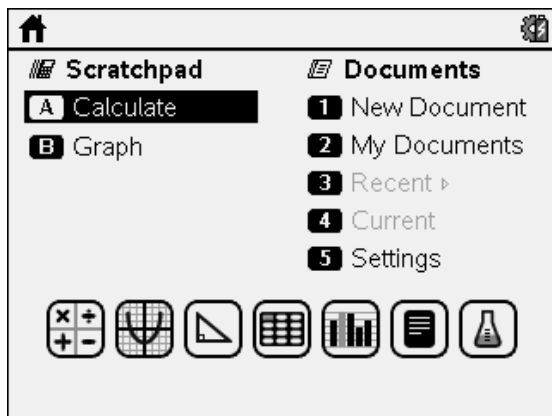 Scratchpad
A Calculate
B Graph
Documents
1 New Document
2 My Documents
3 Recent ▹
4 Current
5 Settings